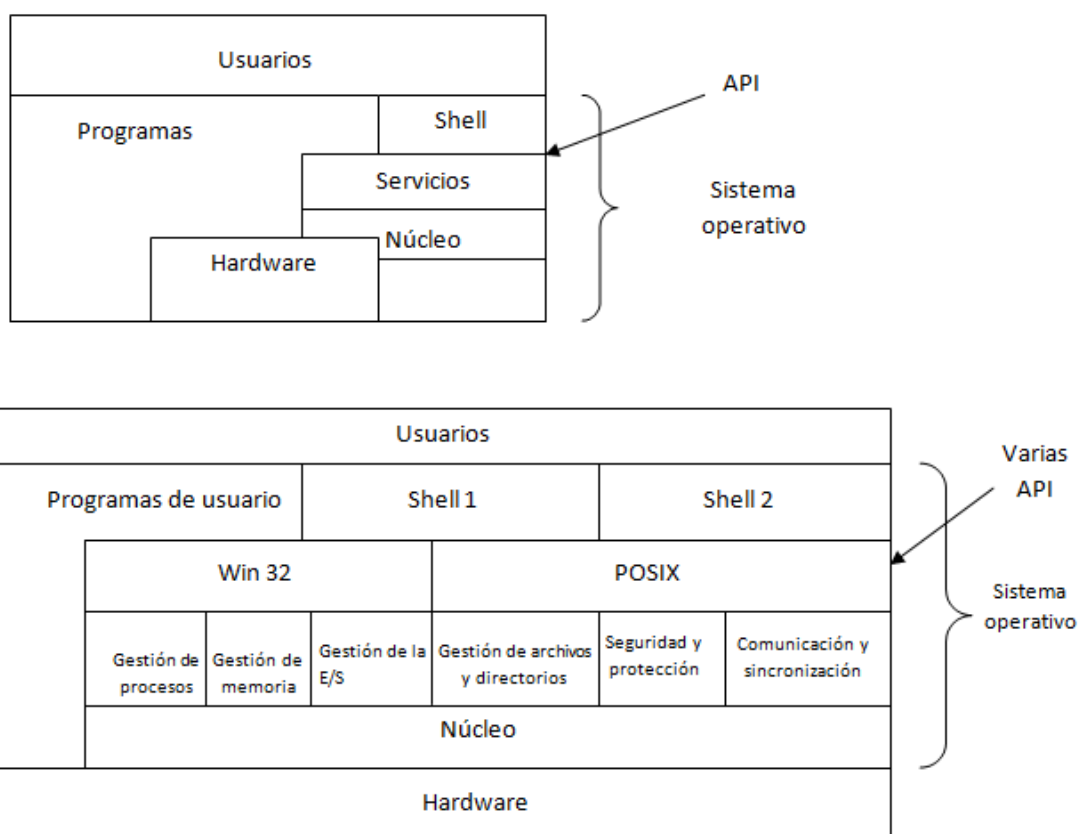 Usuarios
API
Programas
Shell
Servicios
Sistema
operativo
Núcleo
Hardware
Usuarios
Varias
API
Programas de usuario
Shell 1
Shell 2
Win 32
POSIX
Sistema
operativo
Gestión de
procesos
Gestión de
memoria
Gestión de la
E/S
Gestión de archivos
y directorios
Seguridad y
protección
Comunicación y
sincronización
Núcleo
Hardware